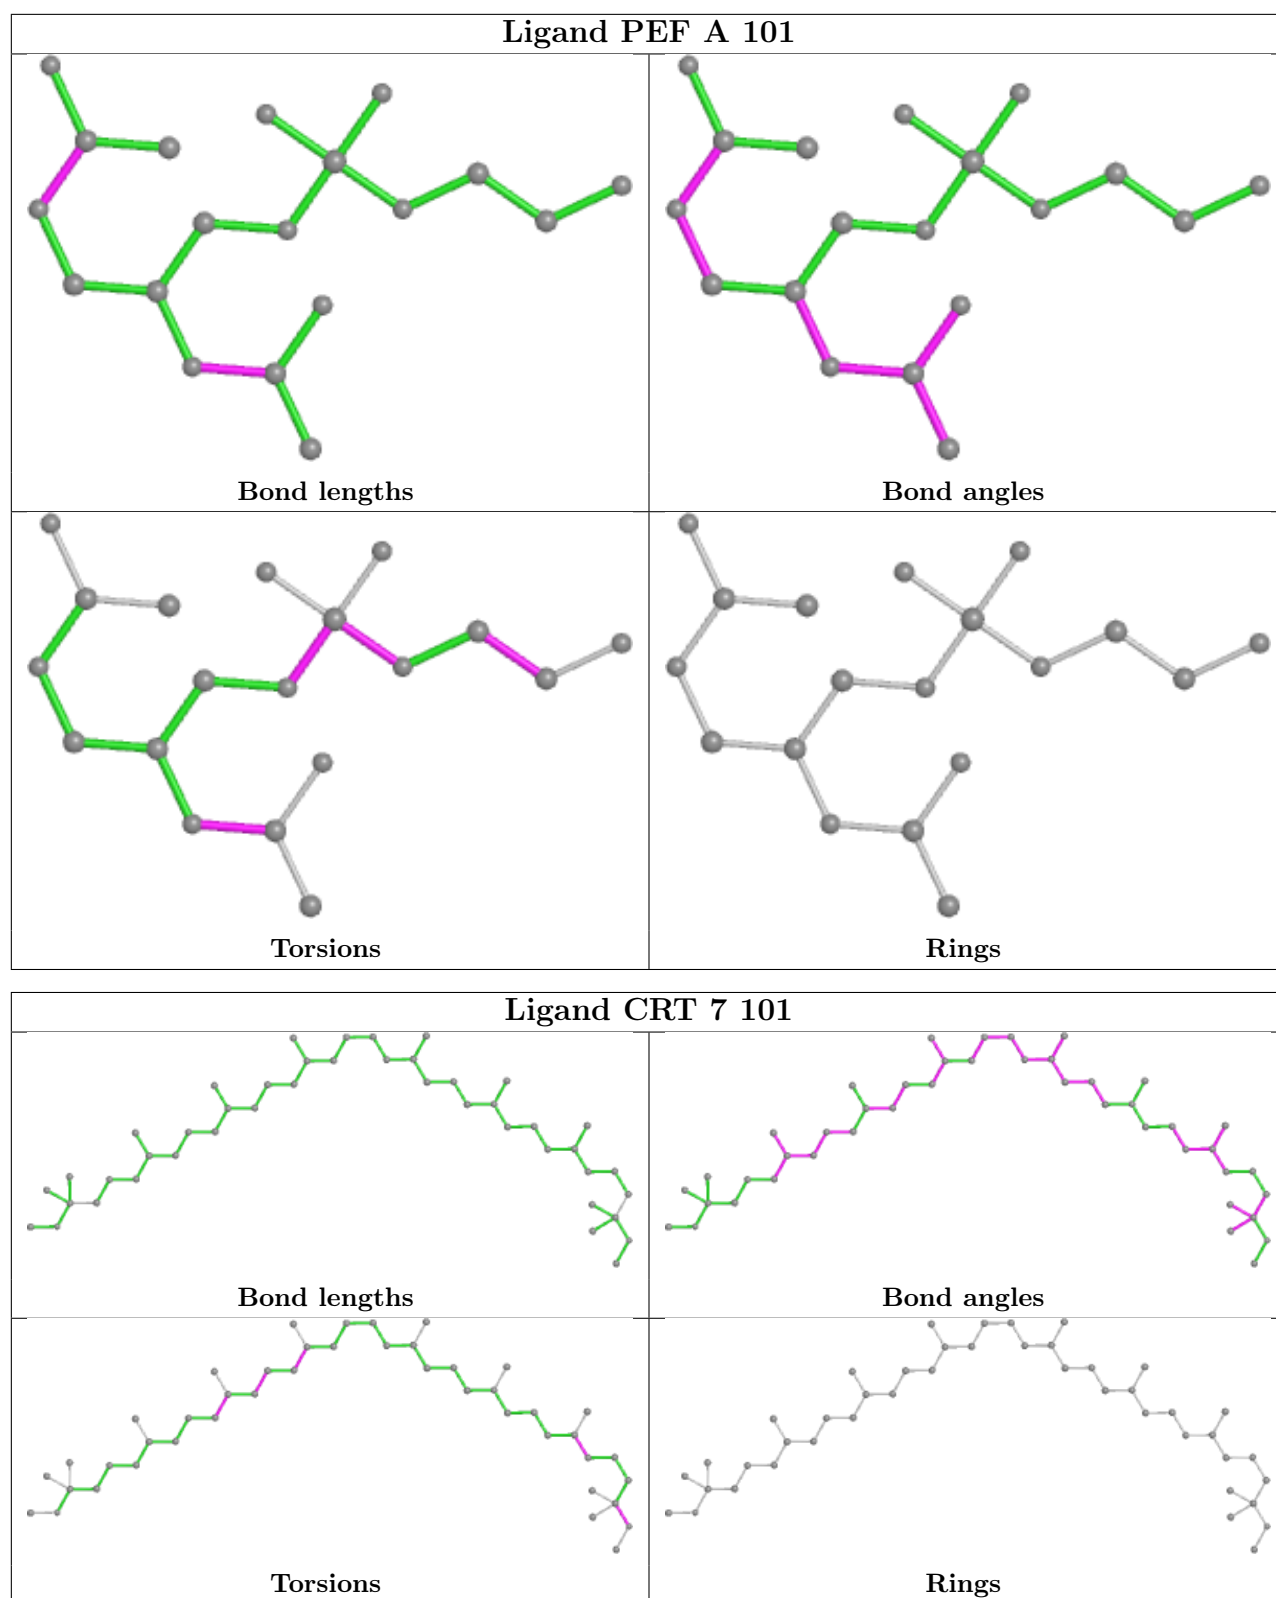 Ligand PEF A 101
Bond lengths
Bond angles
Torsions
Rings
Ligand CRT 7 101
Bond lengths
Bond angles
Torsions
Rings